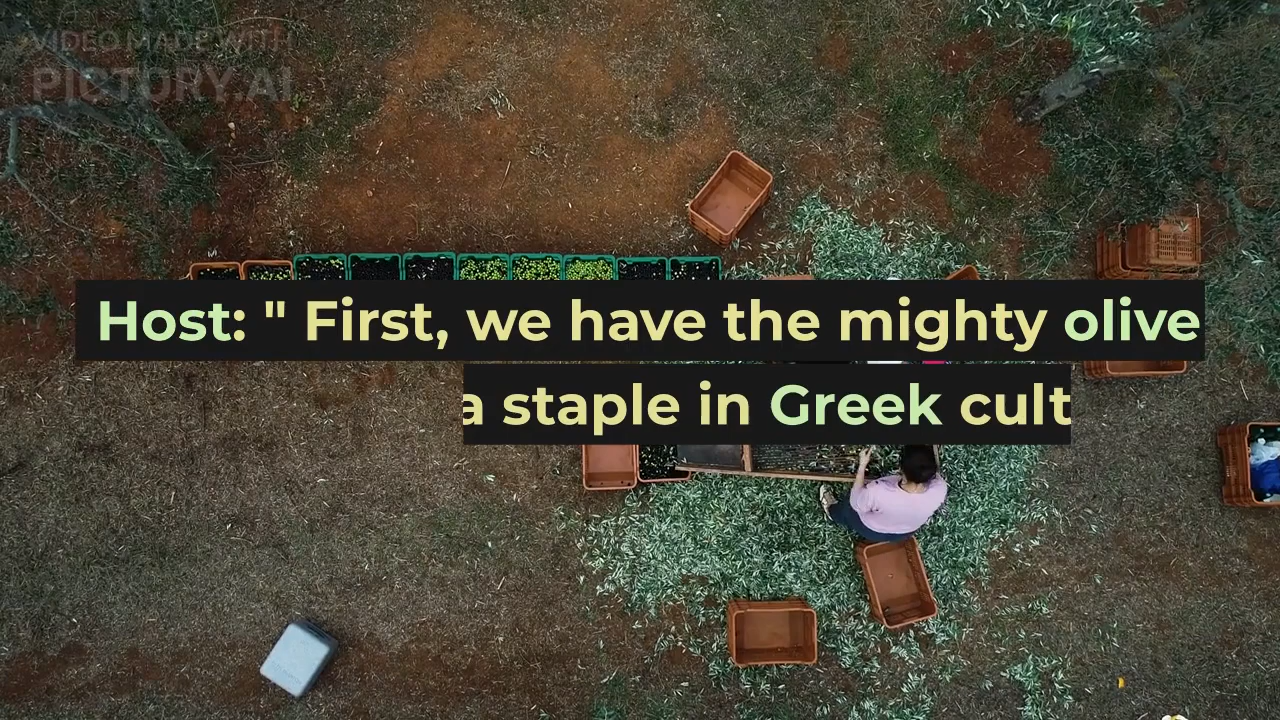 VIDEO MADE WITH
PICTORY.AI
Host: " First, we have the mighty olive
a staple in Greek cult